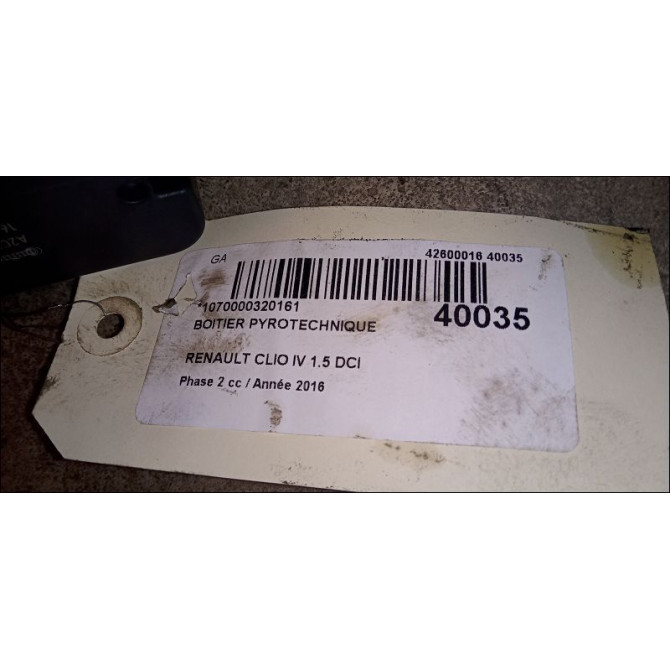 GA 42600016 40035
*1070000320161
40035
BOITIER PYROTECHNIQUE
RENAULT CLIO IV 1.5 DCI
Phase 2 cc / Année 2016